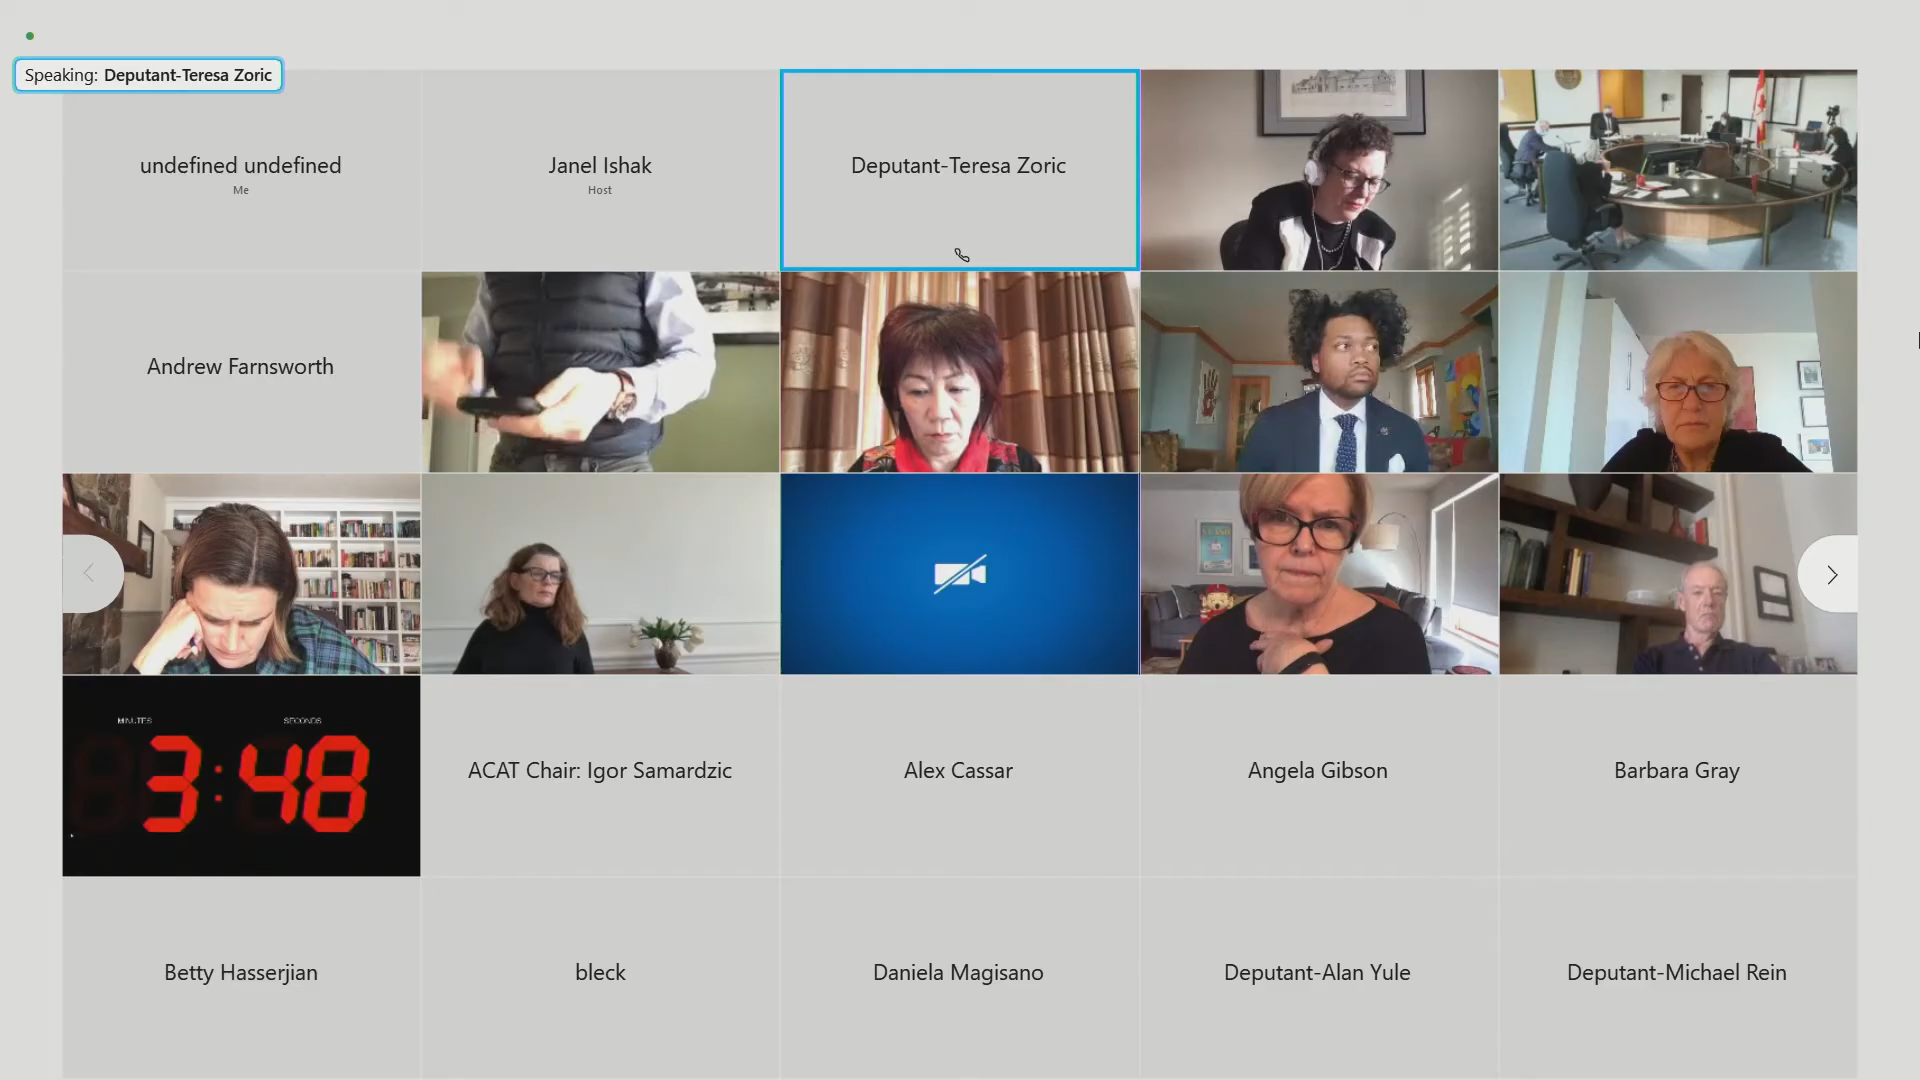 Speaking: Deputant-Teresa Zoric
undefined undefined
Me
Janel Ishak
Host
Deputant-Teresa Zoric
Andrew Farnsworth
MINUTES
SECONDS
3:48
ACAT Chair: Igor Samardzic
Alex Cassar
Angela Gibson
Barbara Gray
Betty Hasserjian
bleck
Daniela Magisano
Deputant-Alan Yule
Deputant-Michael Rein